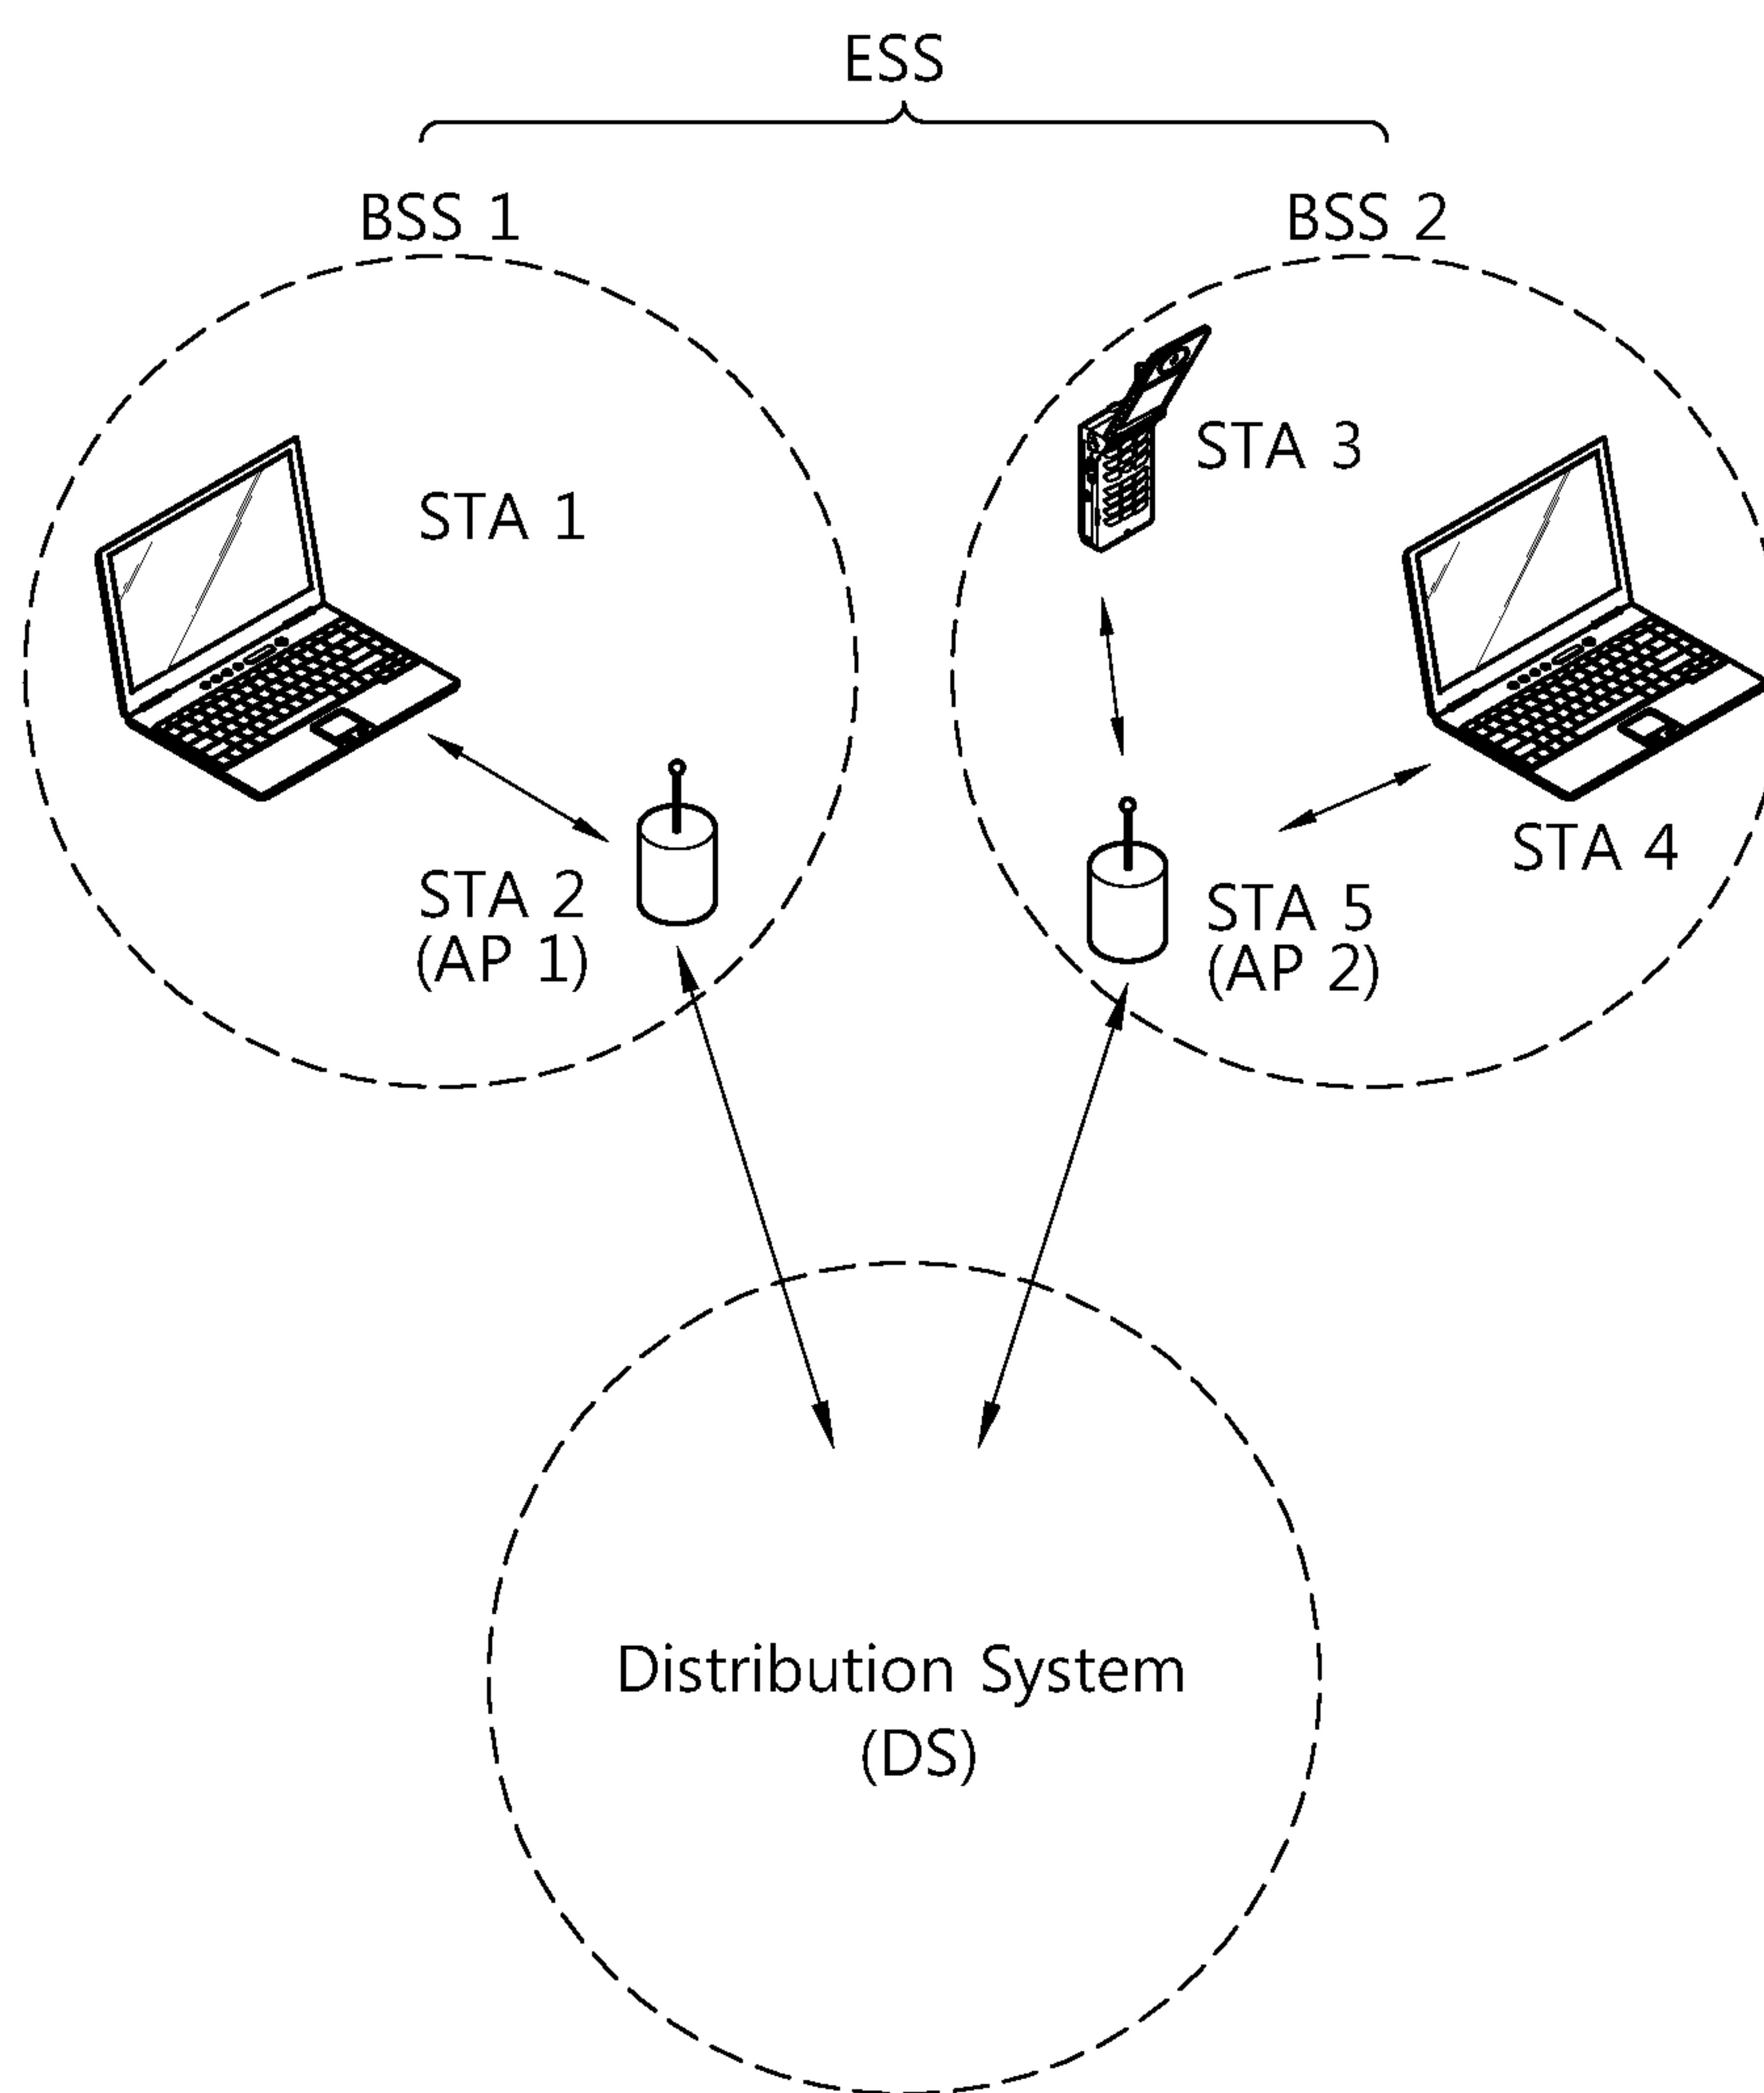 ESS
BSS 1
BSS 2
STA 1
STA 3
STA 2
(AP 1)
STA 4
STA 5
(AP 2)
Distribution System
(DS)